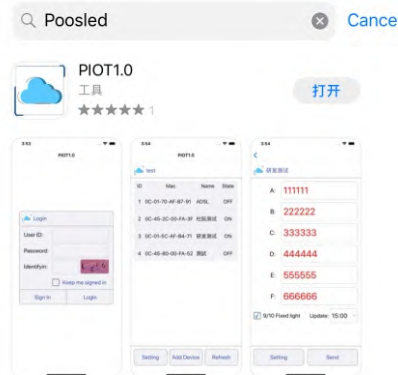 Poosled
Cance
PIOT1.0
工具
打开
1
3:53
PIOT1.0
Login
User ID:
Password:
Identifyin:
Keep me signed in
Sign in
Login
3:54
PIOT1.0
test
ID Mac Name State
1 0C-01-70-AF-B7-91 ADSL OFF
2 0C-46-2C-00-FA-3F 社民测试 ON
3 0C-01-5C-AF-B4-71 研发测试 ON
4 0C-45-80-00-FA-52 测试 OFF
Setting
Add Device
Refresh
3:54
研发测试
A: 111111
B: 222222
C: 333333
D: 444444
E: 555555
F: 666666
9/10 Fixed light Update: 15:00
Setting
Send